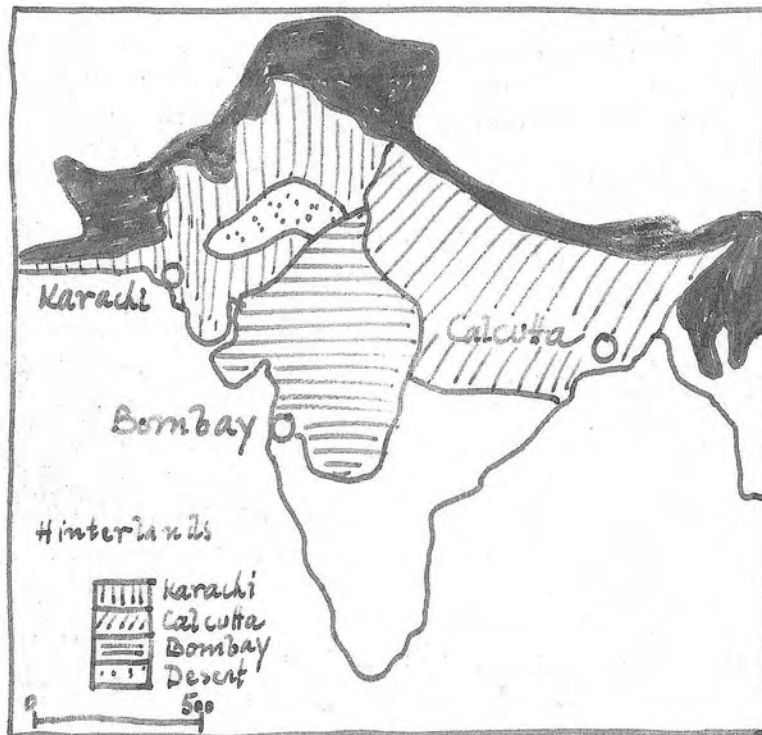 Karachi
Calcutta
Bombay
Hinterlands
Karachi
Calcutta
Bombay
Desert
0 500